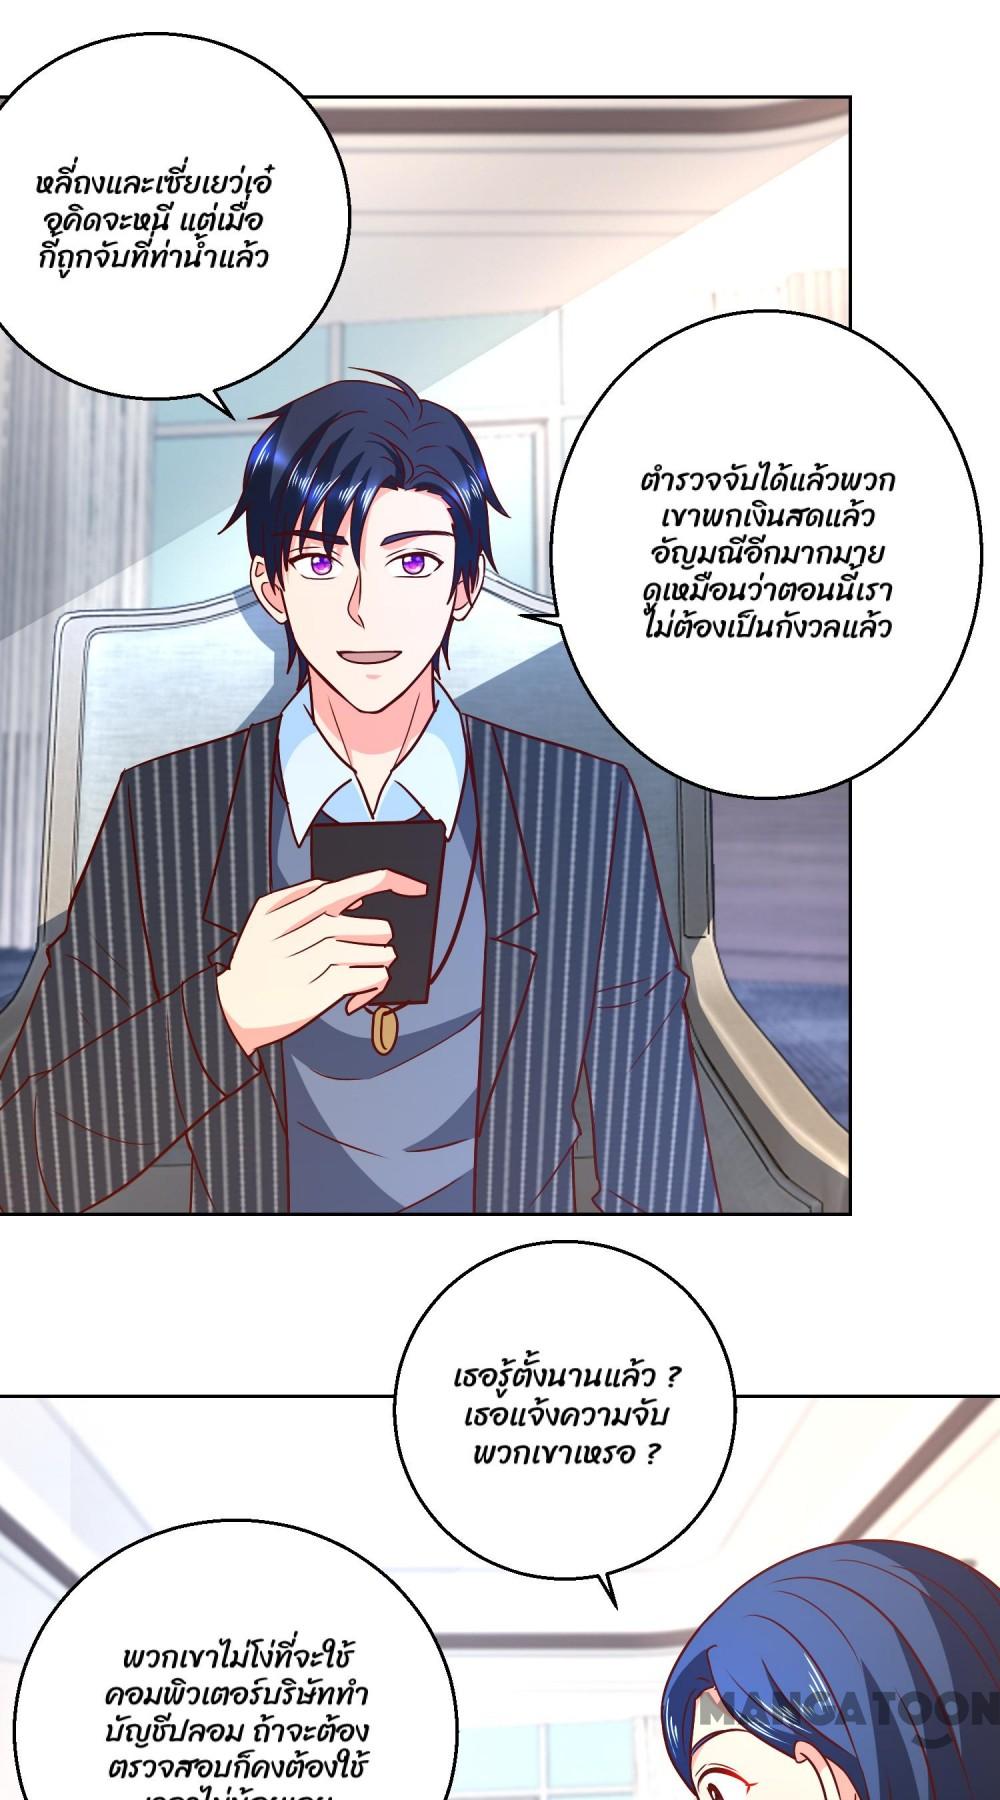 หลี่ถงและเซี่ยเยว่เอ๋
อคิดจะหนี แต่เมื่อ
กี้ถูกจับที่ท่าน้ำแล้ว
ตำรวจจับได้แล้วพวก
เขาพกเงินสดแล้ว
อัญมณีอีกมากมาย
ดูเหมือนว่าตอนนี้เรา
ไม่ต้องเป็นกังวลแล้ว
เธอรู้ตั้งนานแล้ว ?
เธอแจ้งความจับ
พวกเขาเหรอ ?
พวกเขาไม่โง่ที่จะใช้
คอมพิวเตอร์บริษัททำ
บัญชีปลอม ถ้าจะต้อง
ตรวจสอบก็คงต้องใช้
MANGATOON